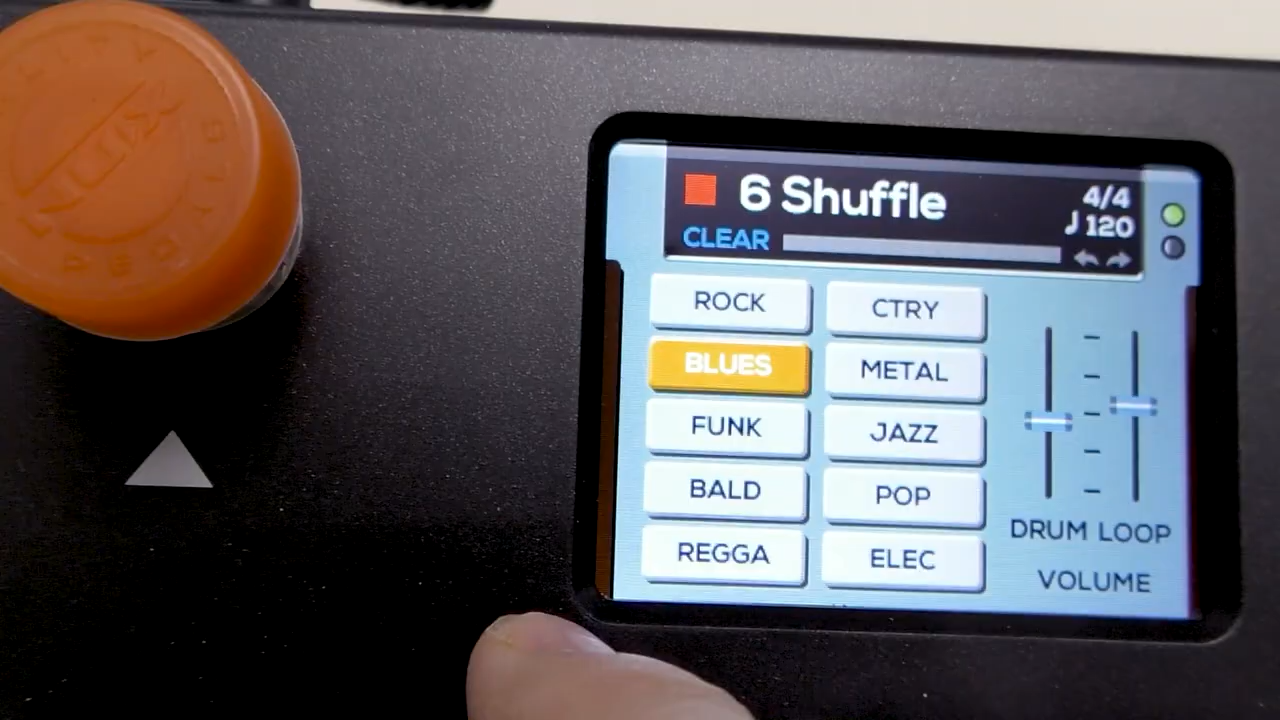 6 Shuffle
4/4
♩120
CLEAR
ROCK
CTRY
BLUES
METAL
FUNK
JAZZ
BALD
POP
REGGA
ELEC
DRUM LOOP
VOLUME